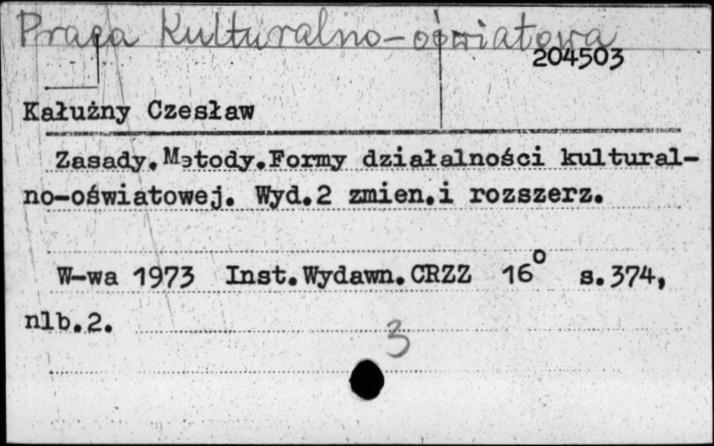 Praca Kulturalno-oświatowa
204503
Kałużny Czesław
Zasady. Metody. Formy działalności kultural-
no-oświatowej. Wyd.2 zmien.i rozszerz.
W-wa 1973 Inst.Wydawn.CRZZ 16° s.374,
nlb.2.
3